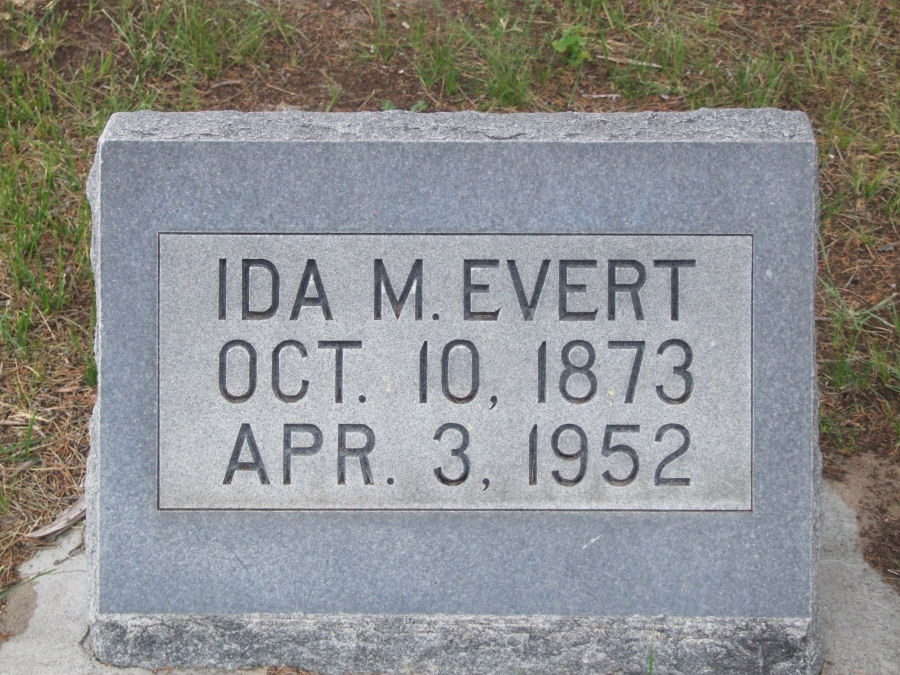 IDA M. EVERT
OCT. 10, 1873
APR. 3, 1952